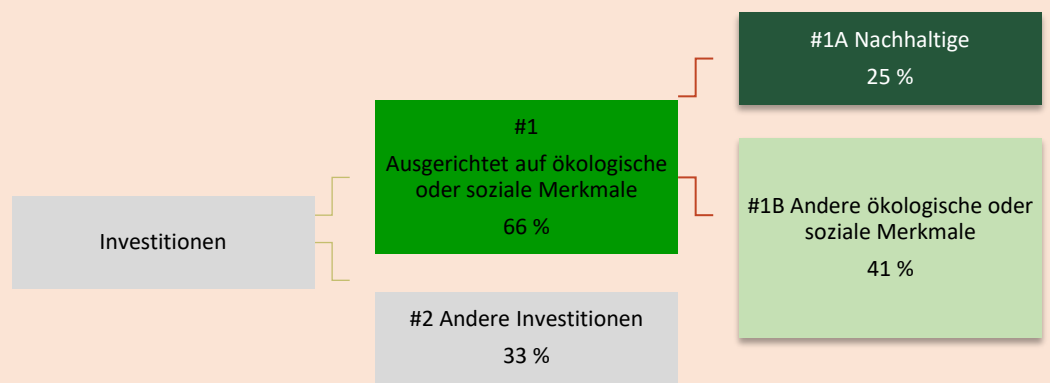 Investitionen
#1
Ausgerichtet auf ökologische
oder soziale Merkmale
66 %
#2 Andere Investitionen
33 %
#1A Nachhaltige
25 %
#1B Andere ökologische oder
soziale Merkmale
41 %